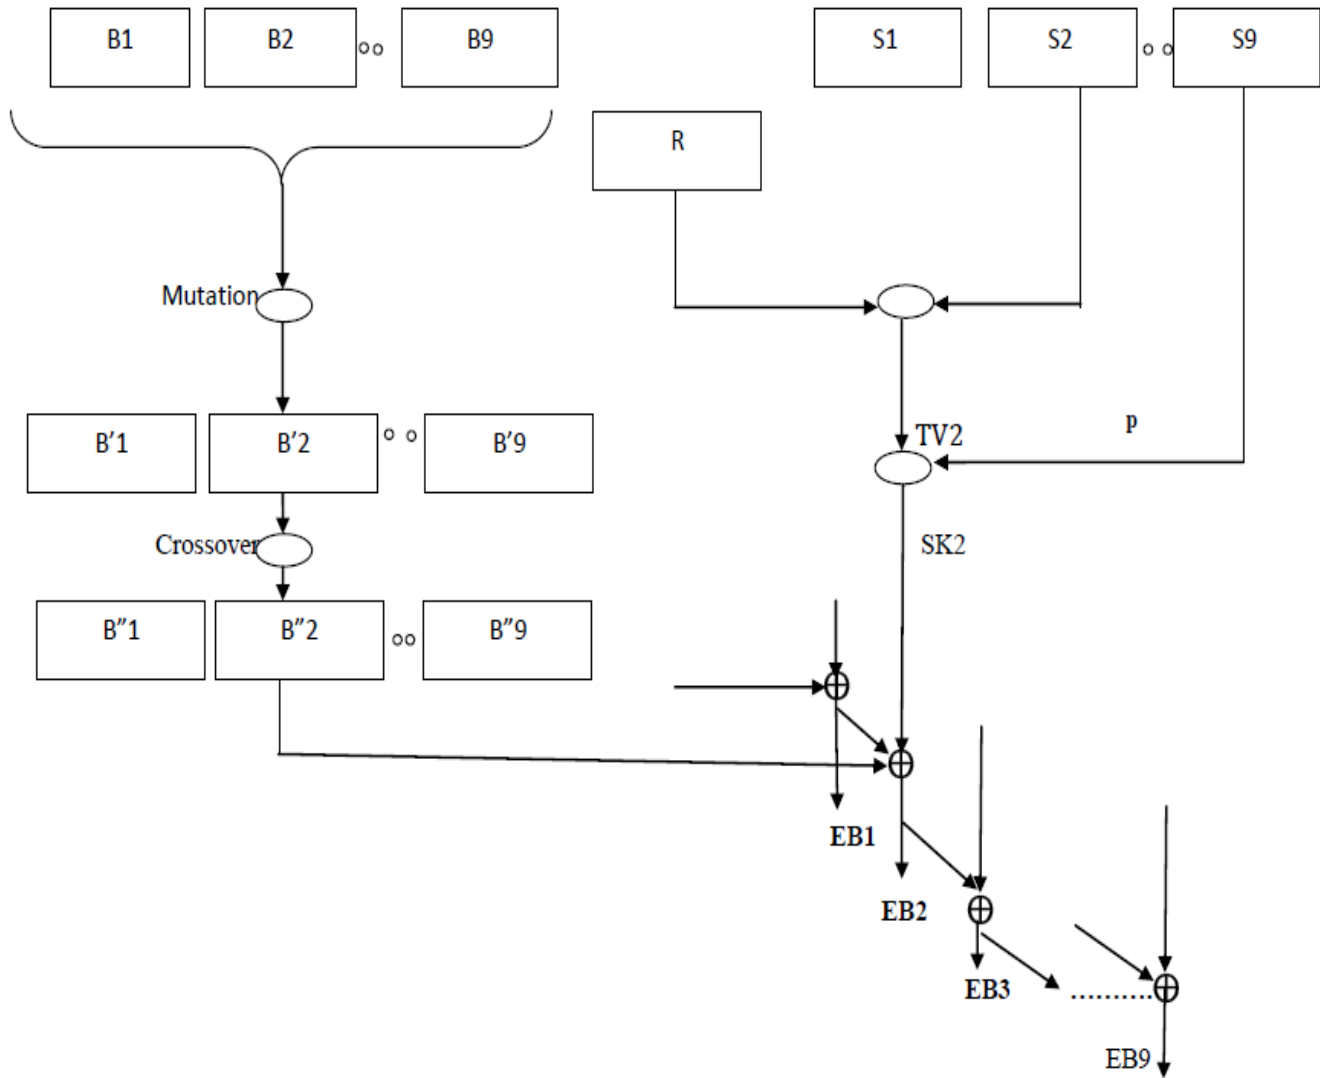 B1 B2 B9 S1 S2 S9
R
Mutation
B'1 B'2 B'9
p
TV2
Crossover
SK2
B"1 B"2 B"9
EB1
EB2
EB3
..........
EB9